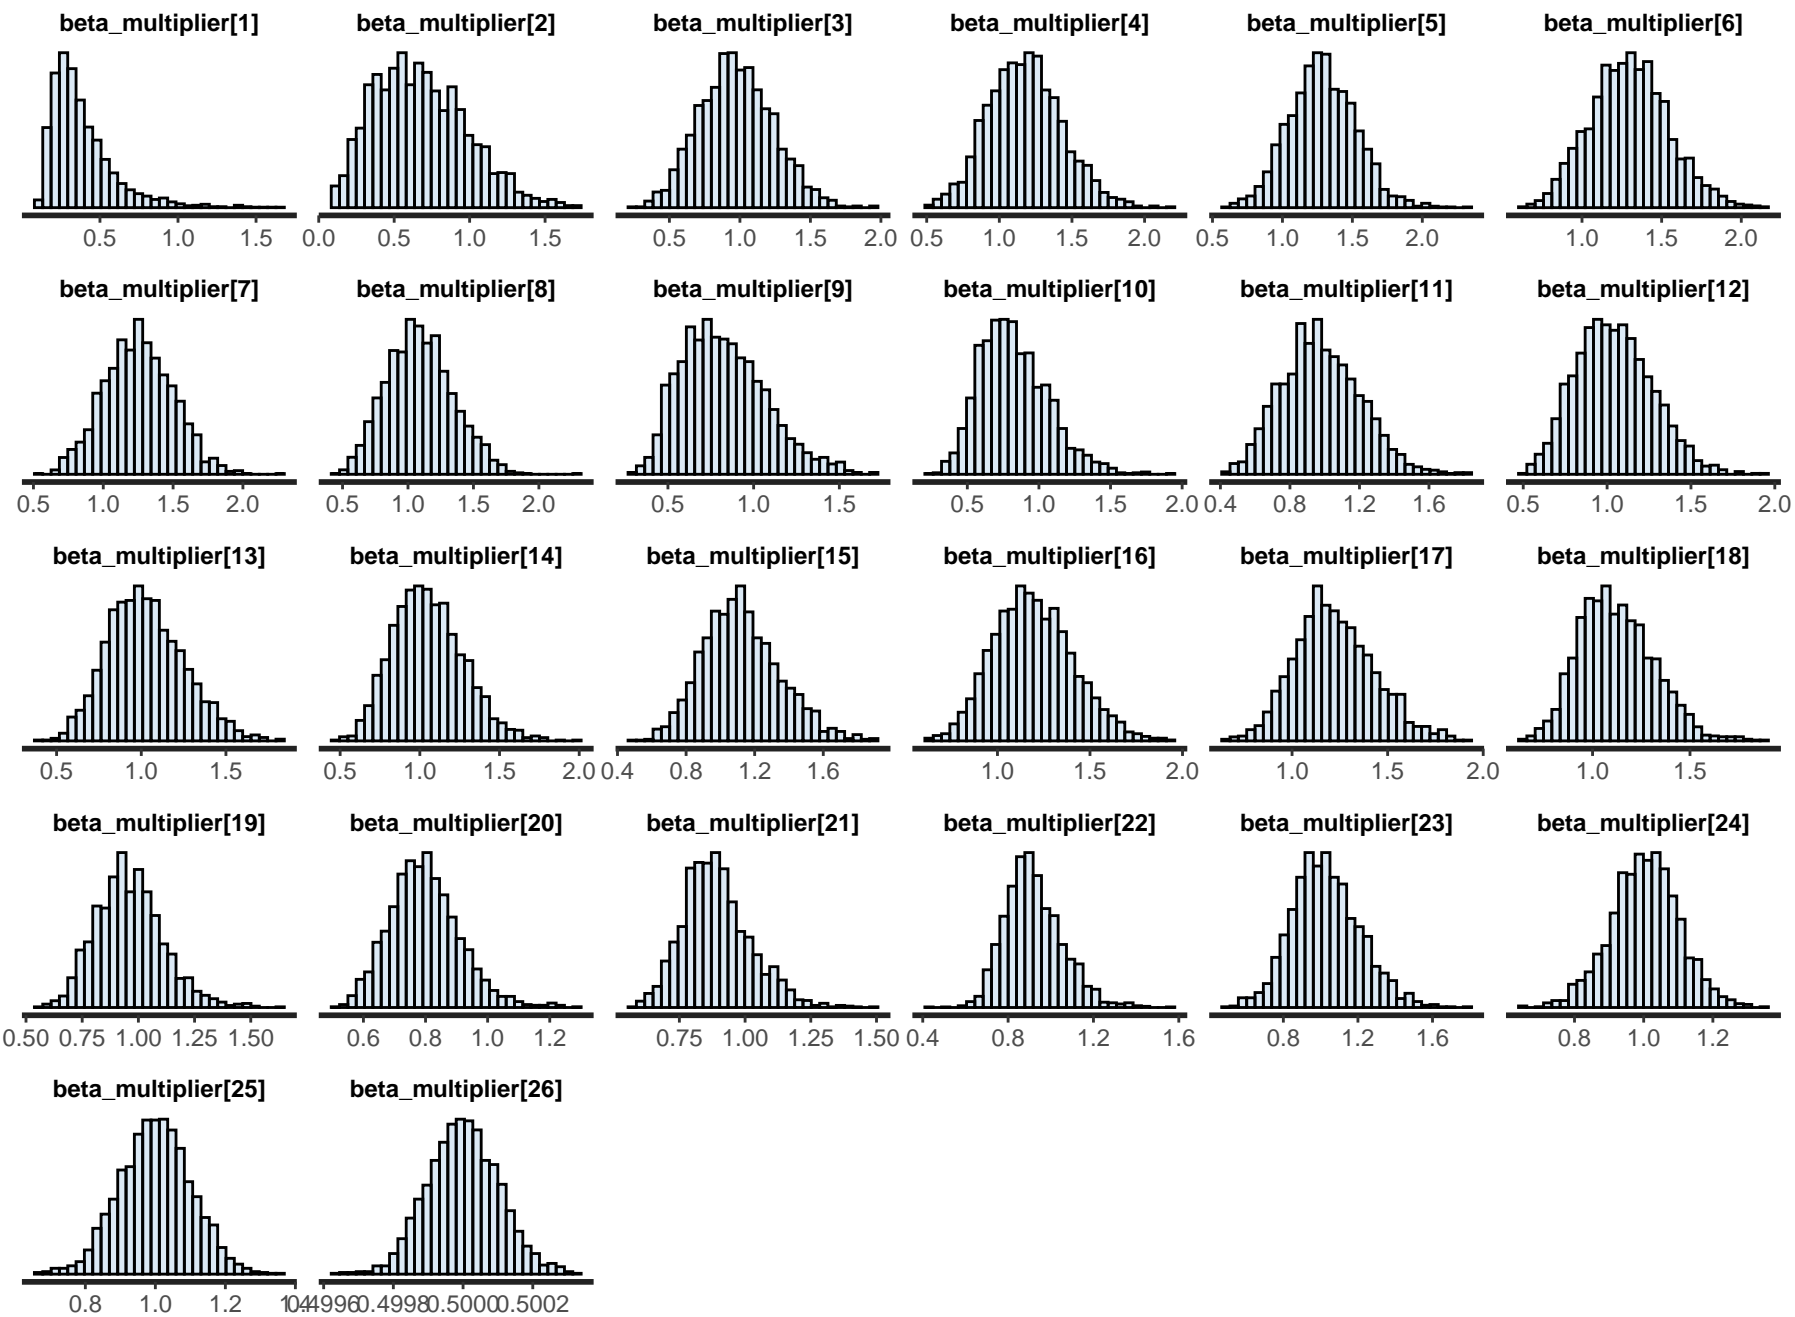 beta_multiplier[1] beta_multiplier[2] beta_multiplier[3] beta_multiplier[4] beta_multiplier[5] beta_multiplier[6]
0.5 1.0 1.5 0.0 0.5 1.0 1.5 0.5 1.0 1.5 2.0 0.5 1.0 1.5 2.0 0.5 1.0 1.5 2.0 1.0 1.5 2.0
beta_multiplier[7] beta_multiplier[8] beta_multiplier[9] beta_multiplier[10] beta_multiplier[11] beta_multiplier[12]
0.5 1.0 1.5 2.0 0.5 1.0 1.5 2.0 0.5 1.0 1.5 0.5 1.0 1.5 2.0 0.4 0.8 1.2 1.6 0.5 1.0 1.5 2.0
beta_multiplier[13] beta_multiplier[14] beta_multiplier[15] beta_multiplier[16] beta_multiplier[17] beta_multiplier[18]
0.5 1.0 1.5 0.5 1.0 1.5 2.0 0.4 0.8 1.2 1.6 1.0 1.5 2.0 1.0 1.5 2.0 1.0 1.5
beta_multiplier[19] beta_multiplier[20] beta_multiplier[21] beta_multiplier[22] beta_multiplier[23] beta_multiplier[24]
0.50 0.75 1.00 1.25 1.50 0.6 0.8 1.0 1.2 0.75 1.00 1.25 1.50 0.4 0.8 1.2 1.6 0.8 1.2 1.6 0.8 1.0 1.2
beta_multiplier[25] beta_multiplier[26]
0.8 1.0 1.2 1.4 0.4996 0.4998 0.5000 0.5002